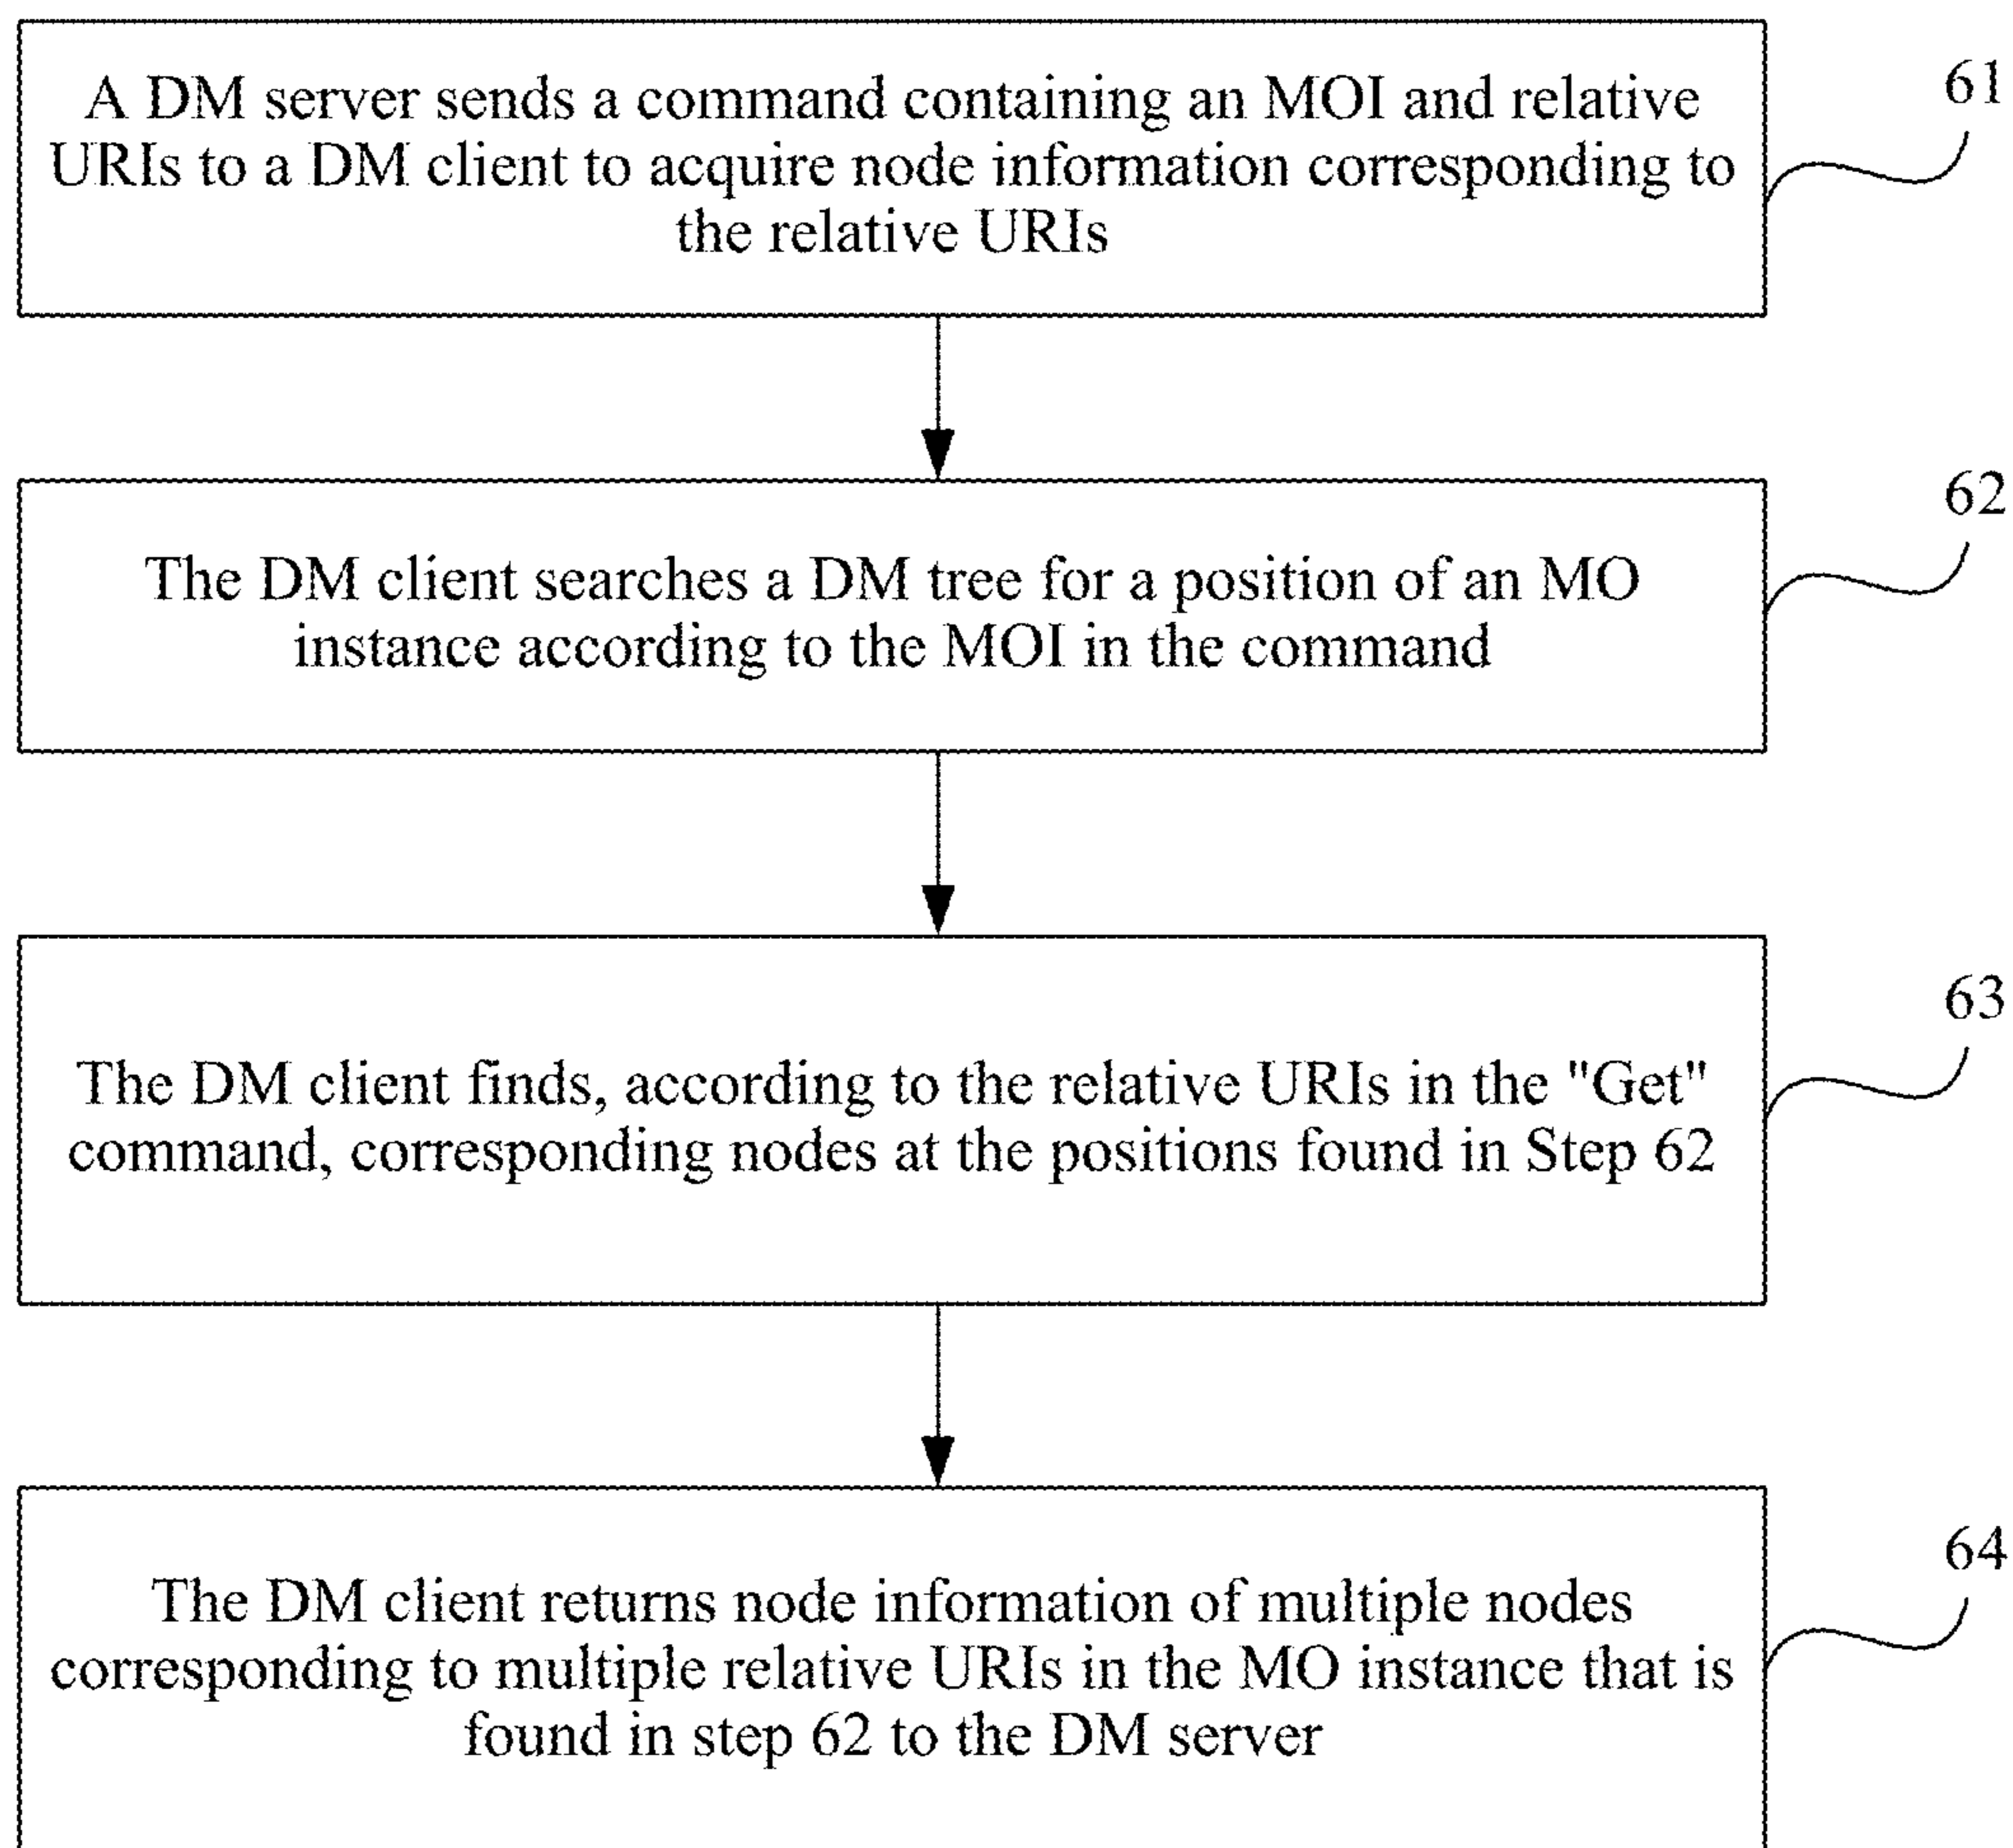 A DM server sends a command containing an MOI and relative
URIs to a DM client to acquire node information corresponding to
the relative URIs
61
The DM client searches a DM tree for a position of an MO
instance according to the MOI in the command
62
The DM client finds, according to the relative URIs in the "Get"
command, corresponding nodes at the positions found in Step 62
63
The DM client returns node information of multiple nodes
corresponding to multiple relative URIs in the MO instance that is
found in step 62 to the DM server
64